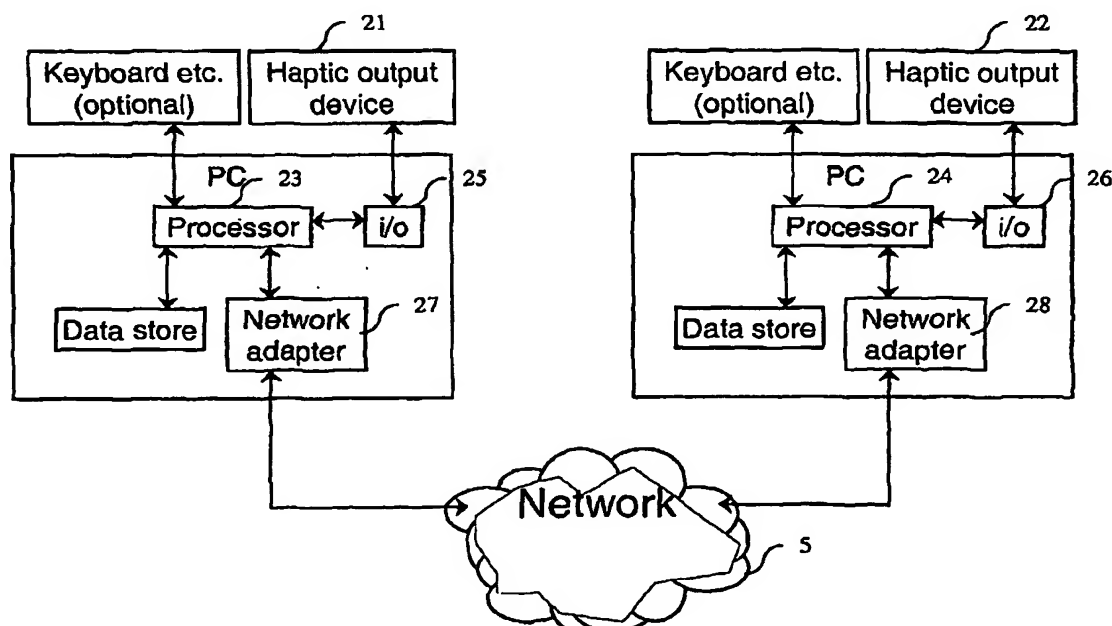 21
Keyboard etc.
(optional)
Haptic output
device
PC
23
25
Processor
i/o
Data store
Network
adapter
27
22
Keyboard etc.
(optional)
Haptic output
device
PC
24
26
Processor
i/o
Data store
Network
adapter
28
Network
5